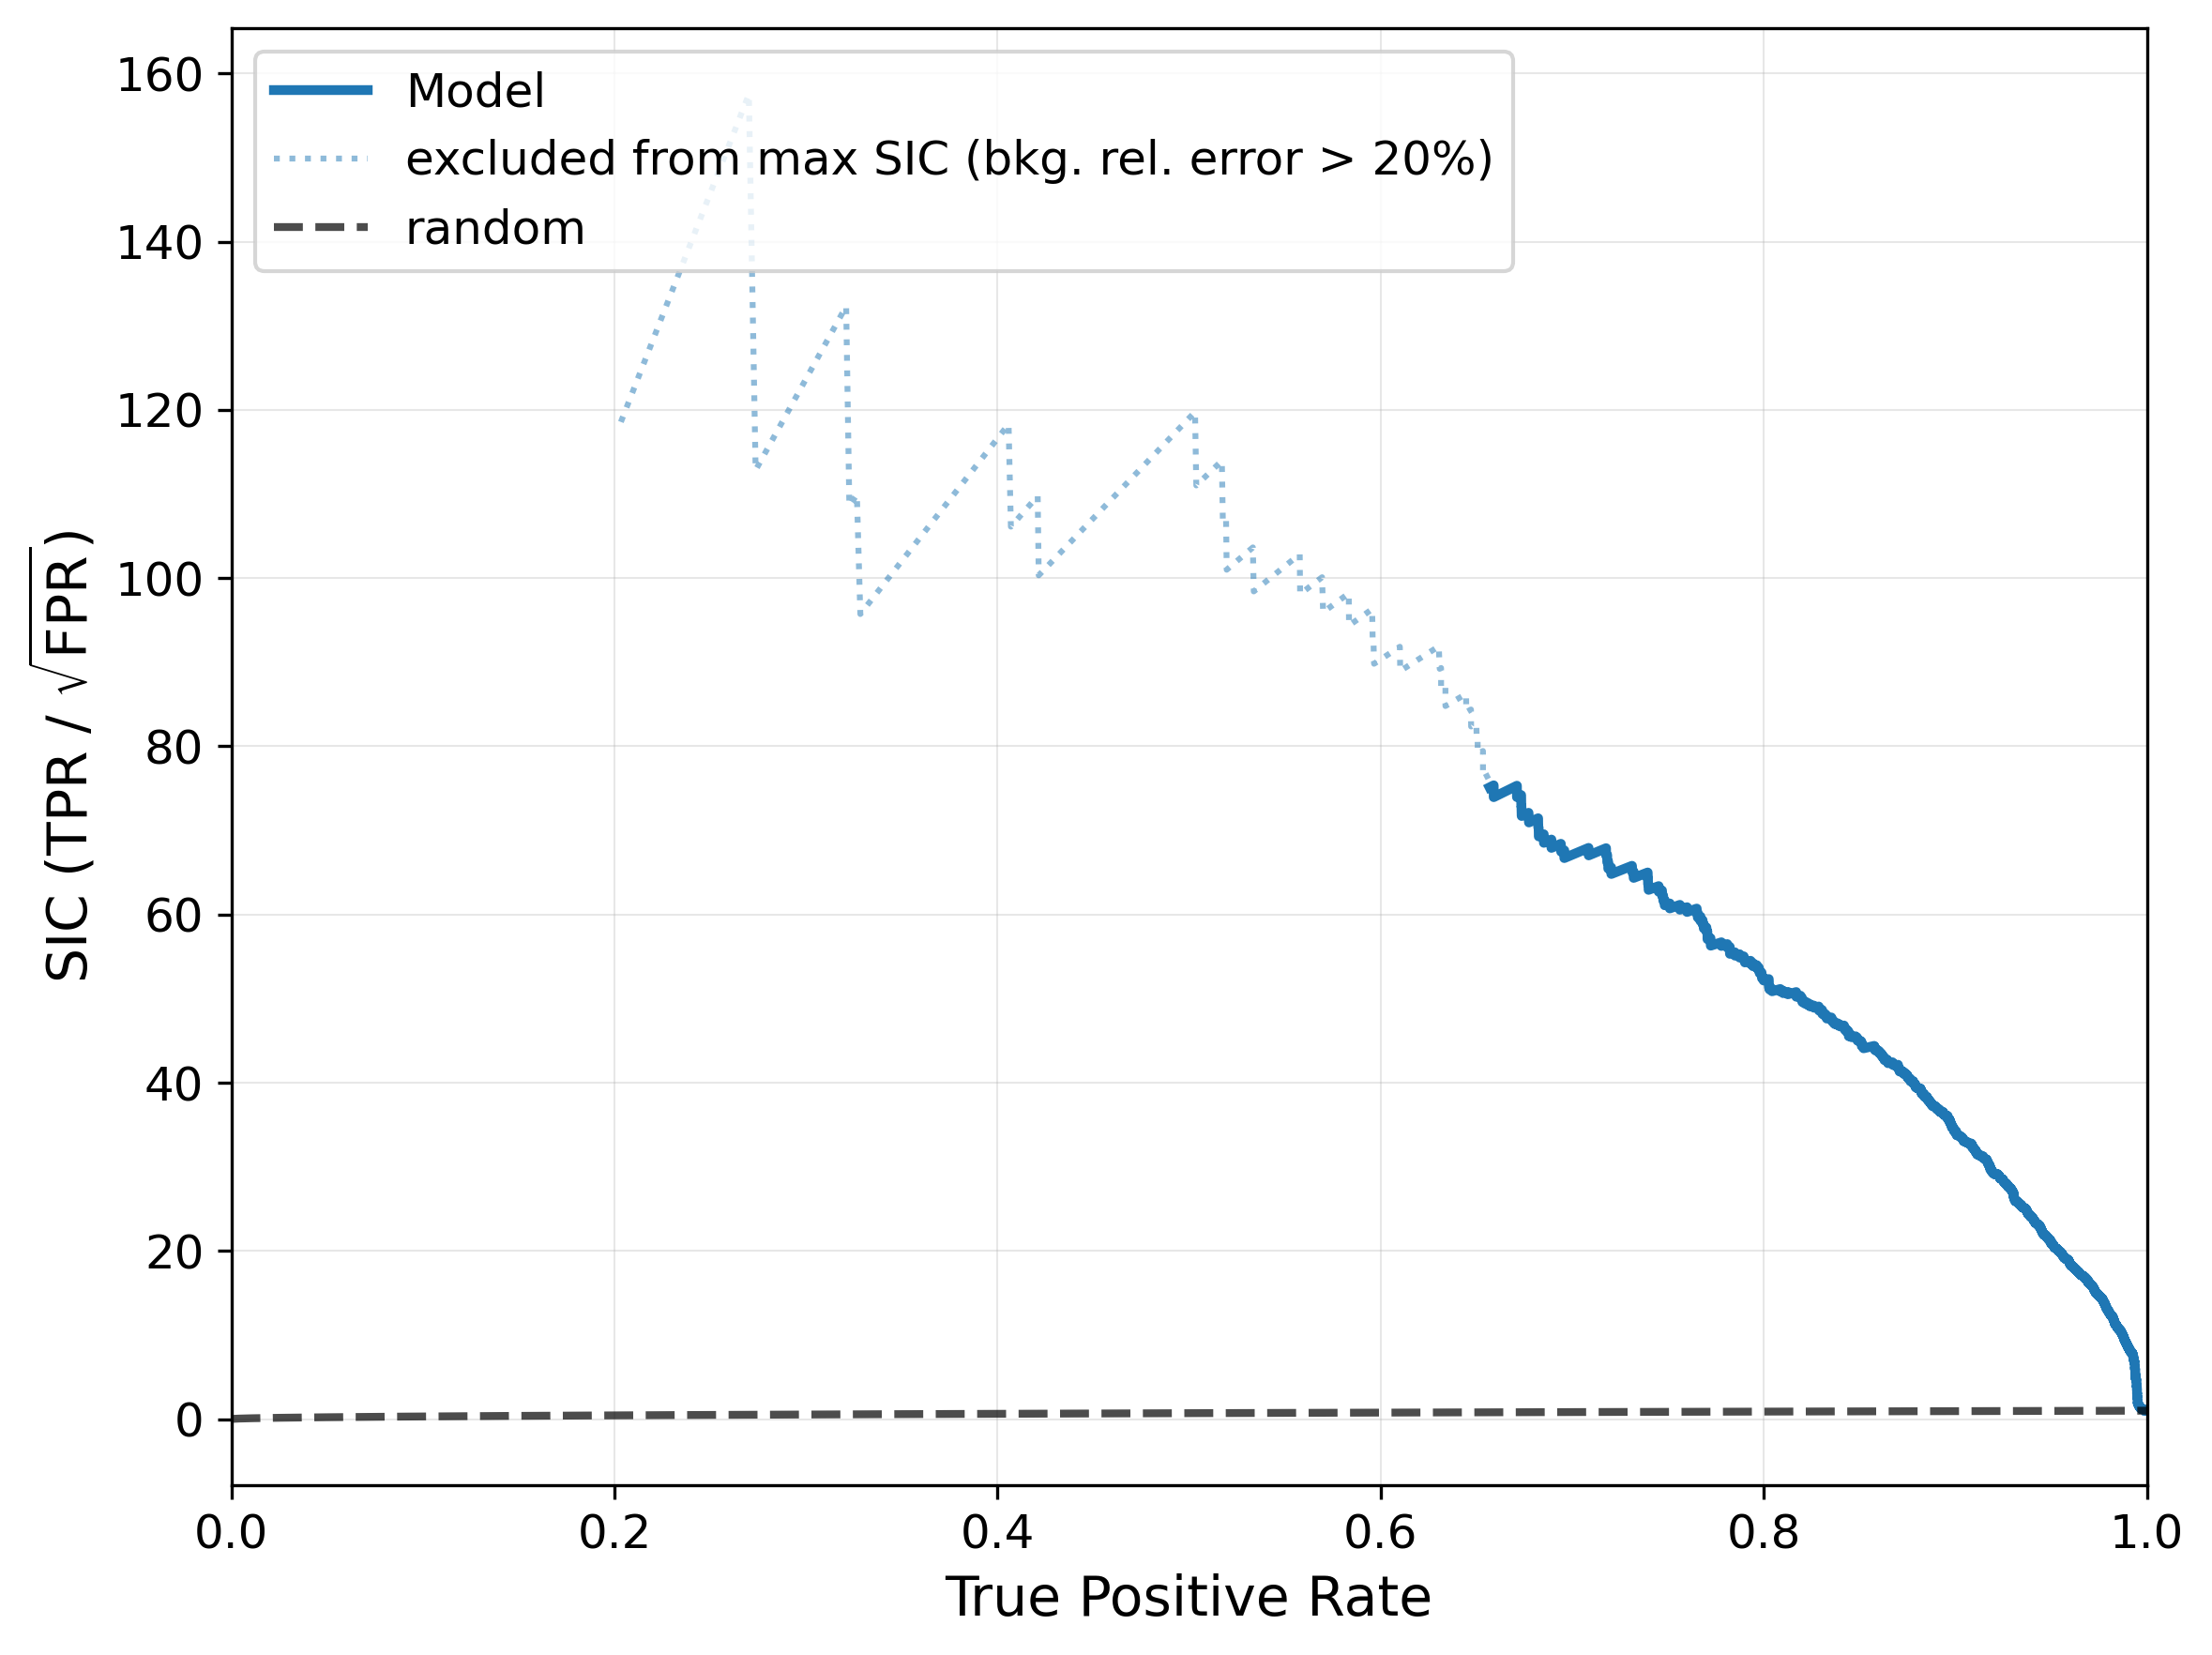 Model
excluded from max SIC (bkg. rel. error > 20%)
random
160
140
120
100
80
60
40
20
0
SIC (TPR / √FPR)
0.0 0.2 0.4 0.6 0.8 1.0
True Positive Rate